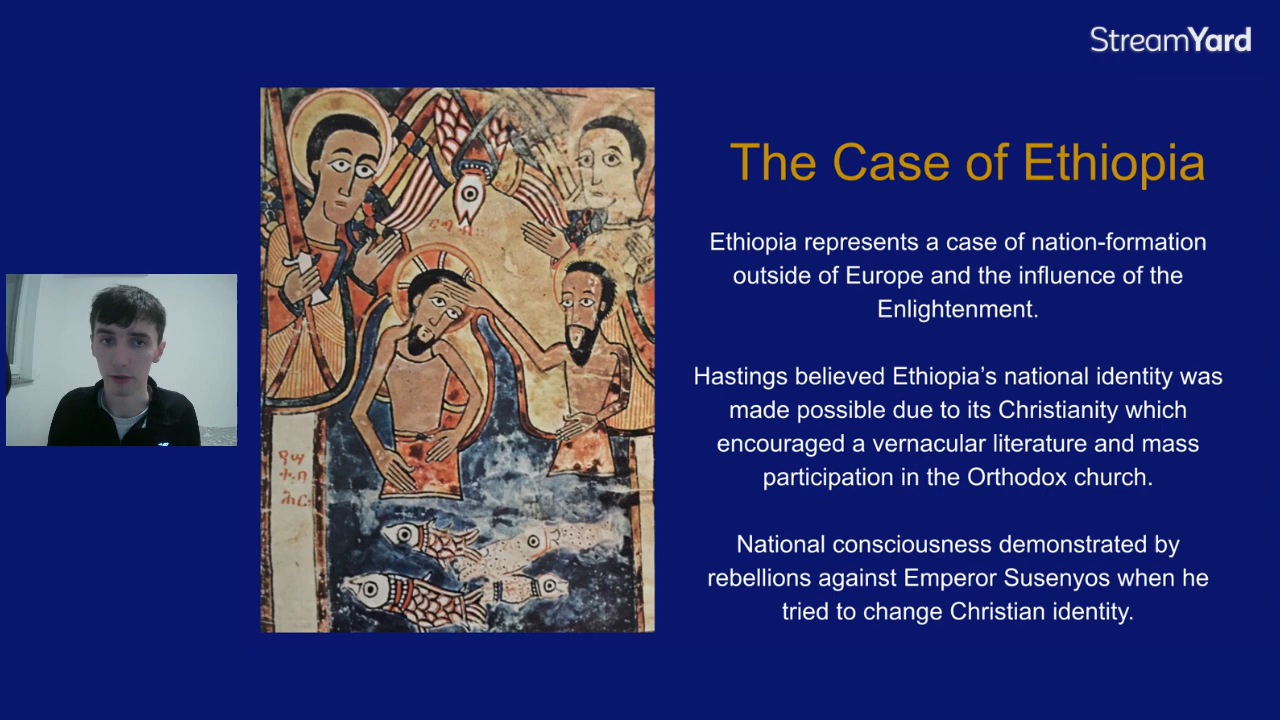 StreamYard
The Case of Ethiopia
Ethiopia represents a case of nation-formation
outside of Europe and the influence of the
Enlightenment.
Hastings believed Ethiopia’s national identity was
made possible due to its Christianity which
encouraged a vernacular literature and mass
participation in the Orthodox church.
National consciousness demonstrated by
rebellions against Emperor Susenyos when he
tried to change Christian identity.